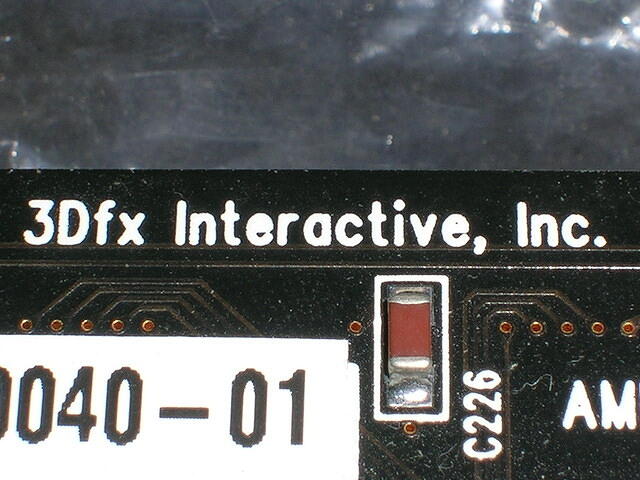 3Dfx Interactive, Inc.
0040-01
C226
AM